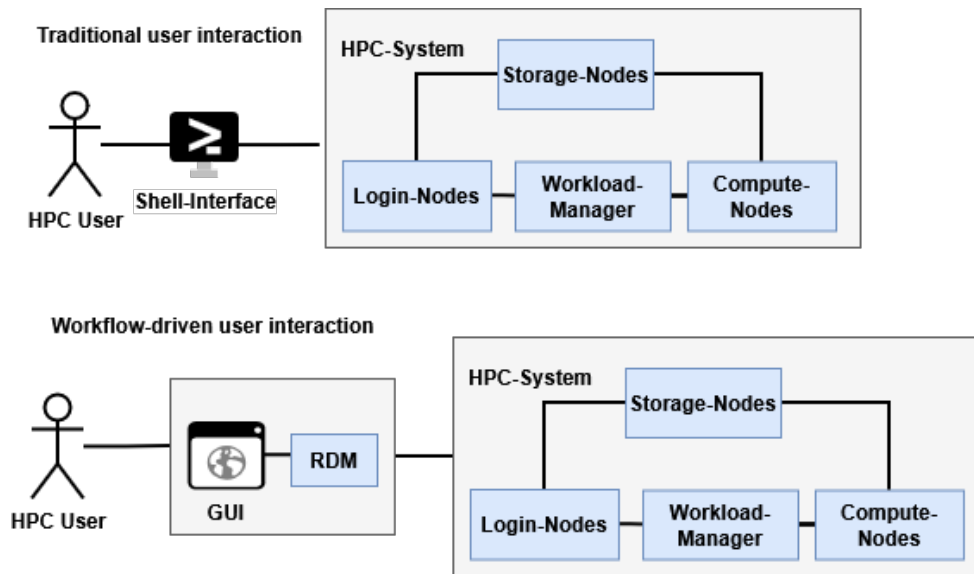 Traditional user interaction
HPC-System
Storage-Nodes
Login-Nodes
Workload-
Manager
Compute-
Nodes
Shell-Interface
HPC User
Workflow-driven user interaction
HPC-System
Storage-Nodes
RDM
GUI
Login-Nodes
Workload-
Manager
Compute-
Nodes
HPC User